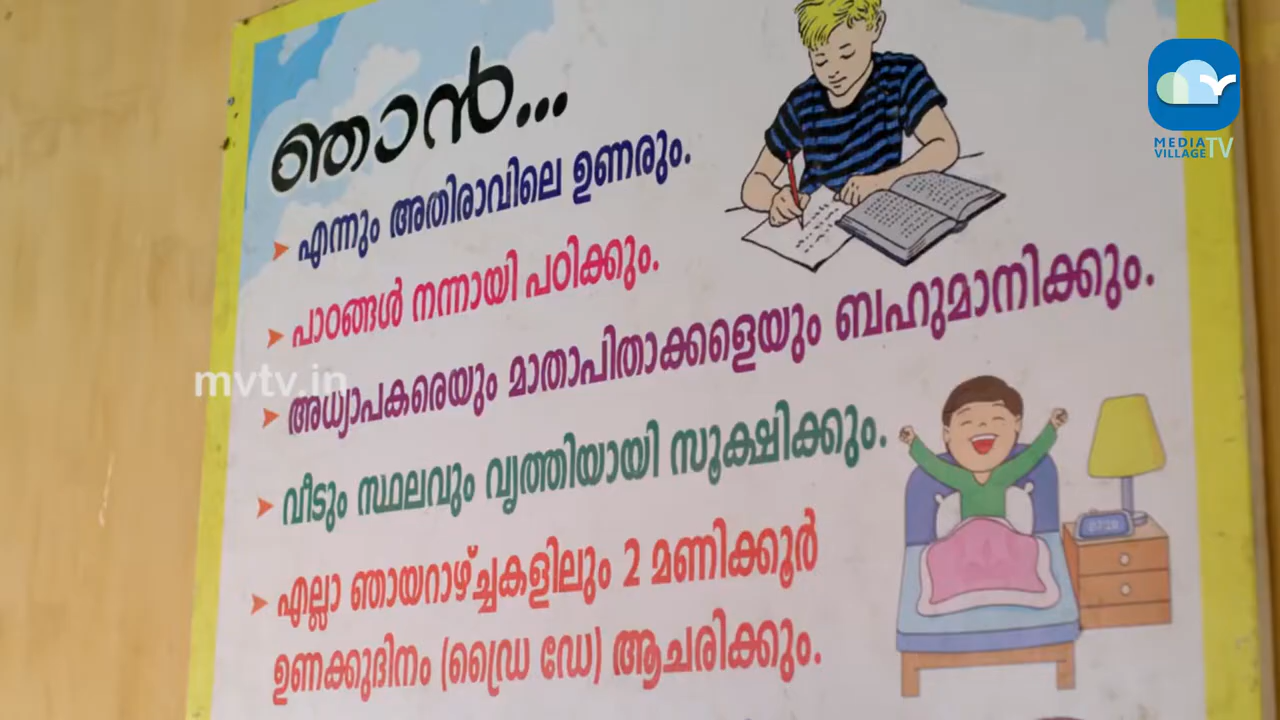 ഞാൻ...
എന്നും അതിരാവിലെ ഉണരും.
പാഠങ്ങൾ നന്നായി പഠിക്കും.
അധ്യാപകരെയും മാതാപിതാക്കളെയും ബഹുമാനിക്കും.
വീടും സ്ഥലവും വൃത്തിയായി സൂക്ഷിക്കും.
എല്ലാ ഞായറാഴ്ച്ചകളിലും 2 മണിക്കൂർ
ഉണക്കുദിനം (ഡ്രൈ ഡേ) ആചരിക്കും.
mvtv.in
MEDIA
VILLAGE TV